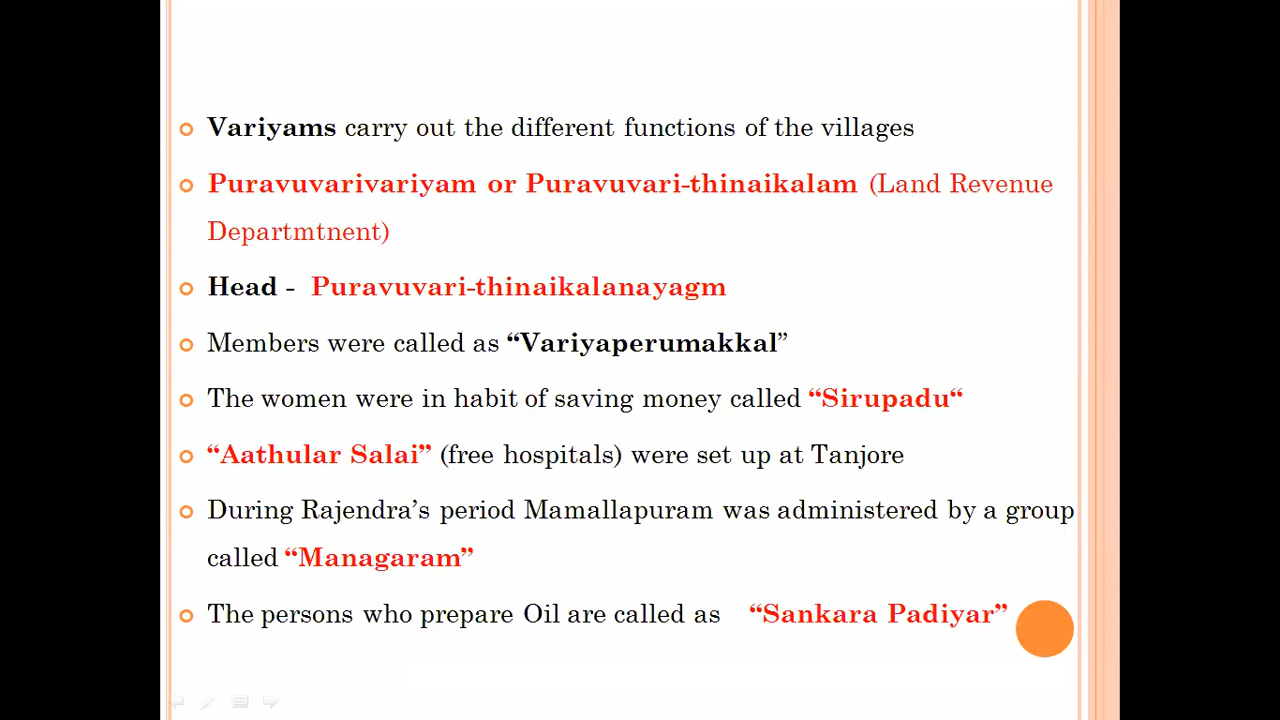 Variyams carry out the different functions of the villages
Puravuvarivariyam or Puravuvari-thinaikalam (Land Revenue
Departmtnent)
Head - Puravuvari-thinaikalanayagm
Members were called as “Variyaperumakkal”
The women were in habit of saving money called “Sirupadu“
“Aathular Salai” (free hospitals) were set up at Tanjore
During Rajendra’s period Mamallapuram was administered by a group
called “Managaram”
The persons who prepare Oil are called as “Sankara Padiyar”